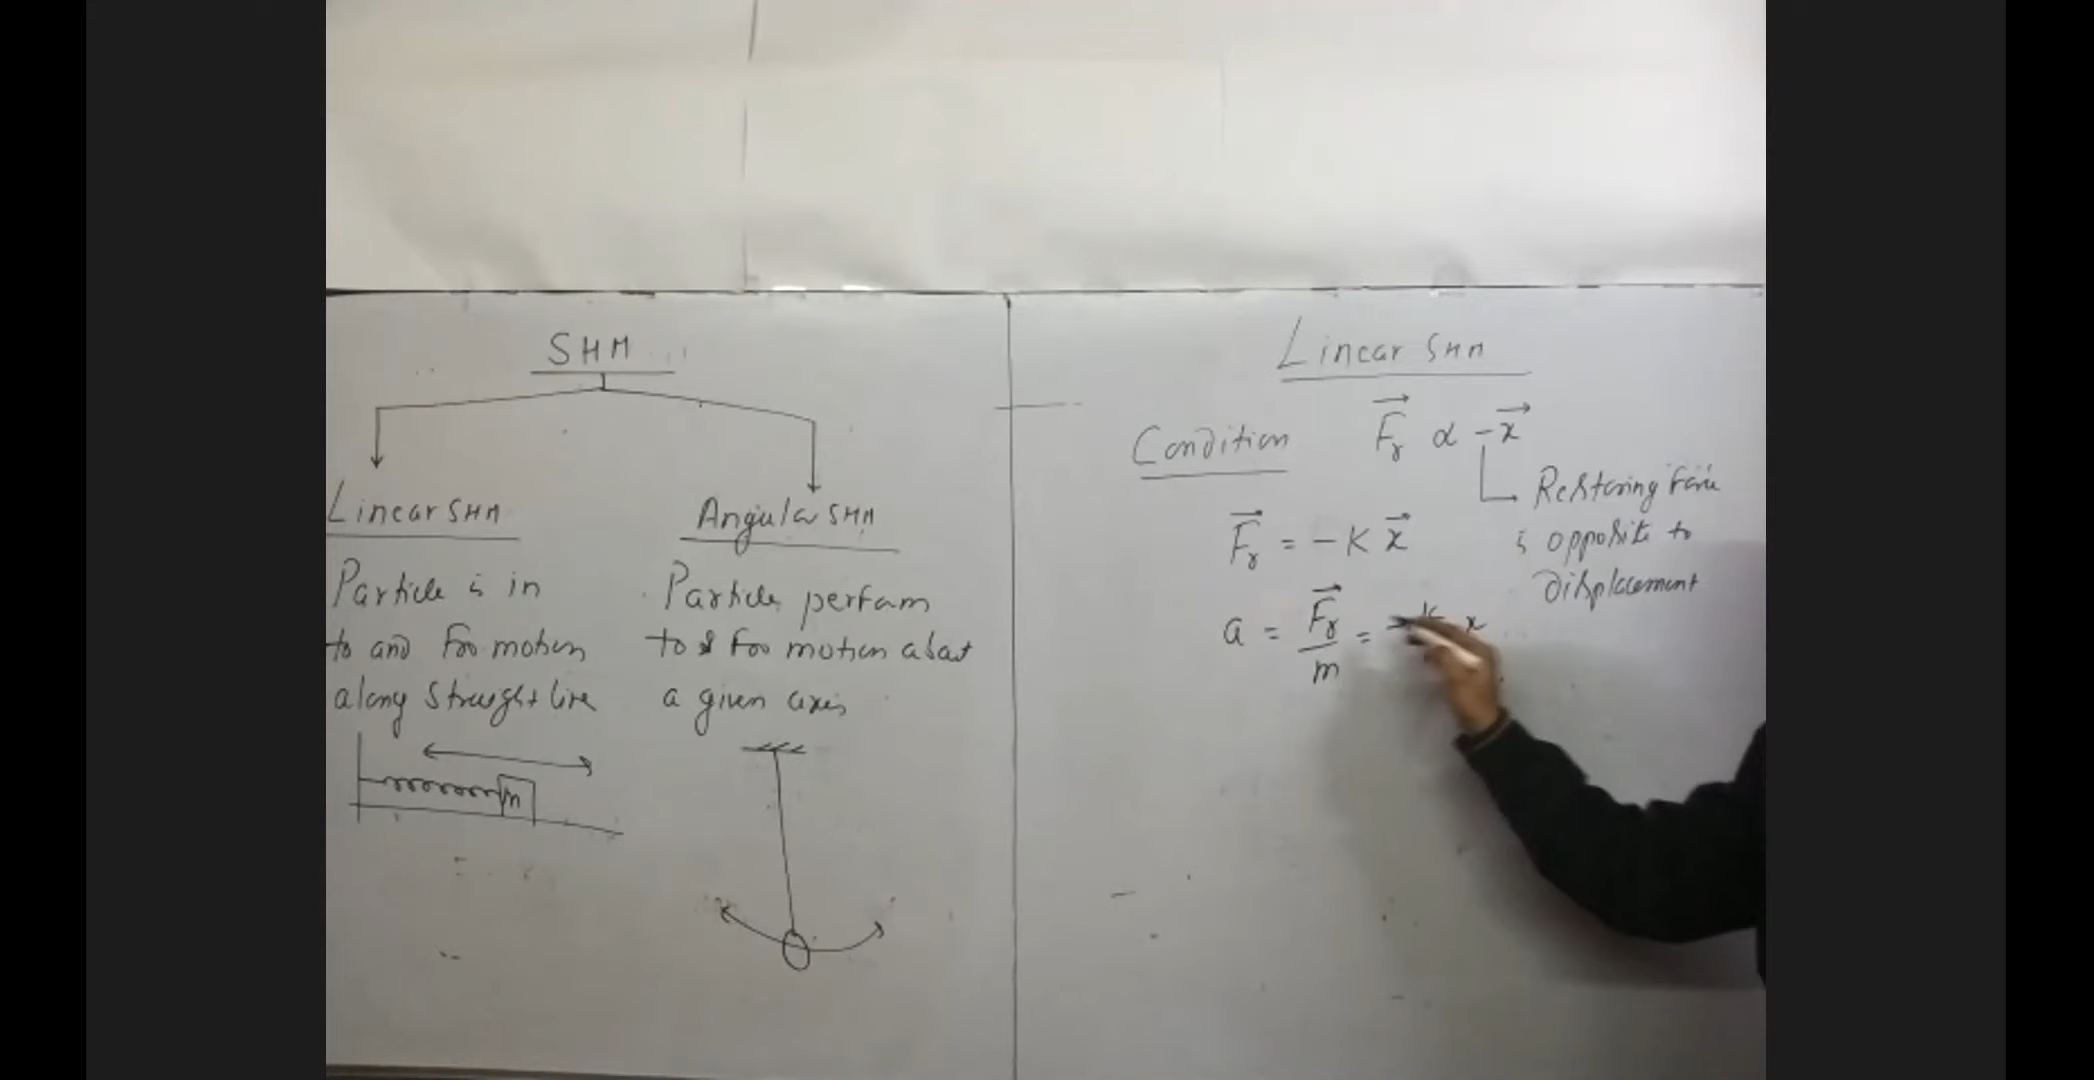 SHM
Linear SHM
Particle is in
to and Fro motion
along straight line
m
Angular SHM
Particle perform
to & Fro motion about
a given axis
Linear SHM
Condition F⃗r α -x⃗
Restoring Force
is opposite to
Displacement
F⃗r = -K x⃗
a = F⃗r/m = x